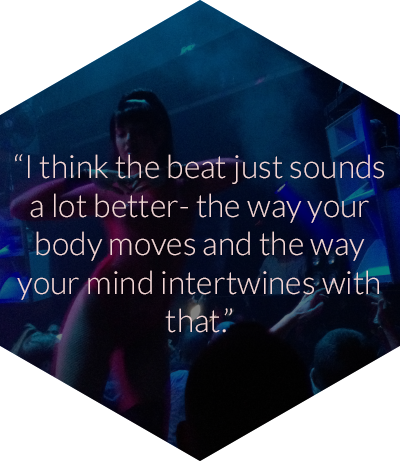 “I think the beat just sounds
a lot better- the way your
body moves and the way
your mind intertwines with
that.”